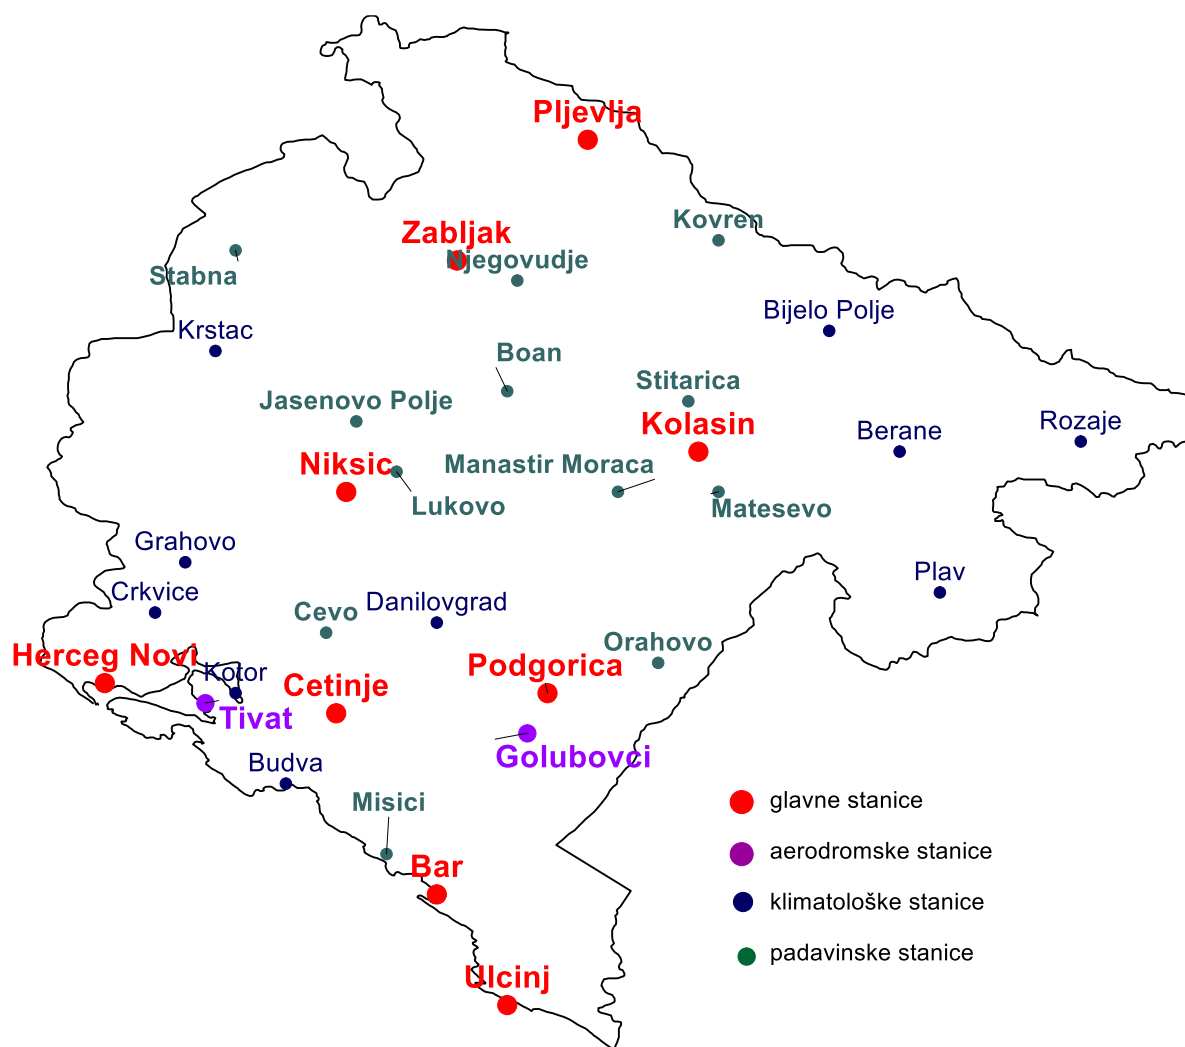 Pljevlja
Kovren
Zabljak
Njegovudje
Stabna
Bijelo Polje
Krstac
Boan
Stitarica
Jasenovo Polje
Kolasin
Rozaje
Berane
Niksic
Manastir Moraca
Lukovo
Matesevo
Grahovo
Plav
Crkvice
Danilovgrad
Cevo
Orahovo
Herceg Novi
Podgorica
Kotor
Cetinje
Tivat
Golubovci
Budva
Misici
glavne stanice
aerodromske stanice
Bar
klimatološke stanice
padavinske stanice
Ulcinj